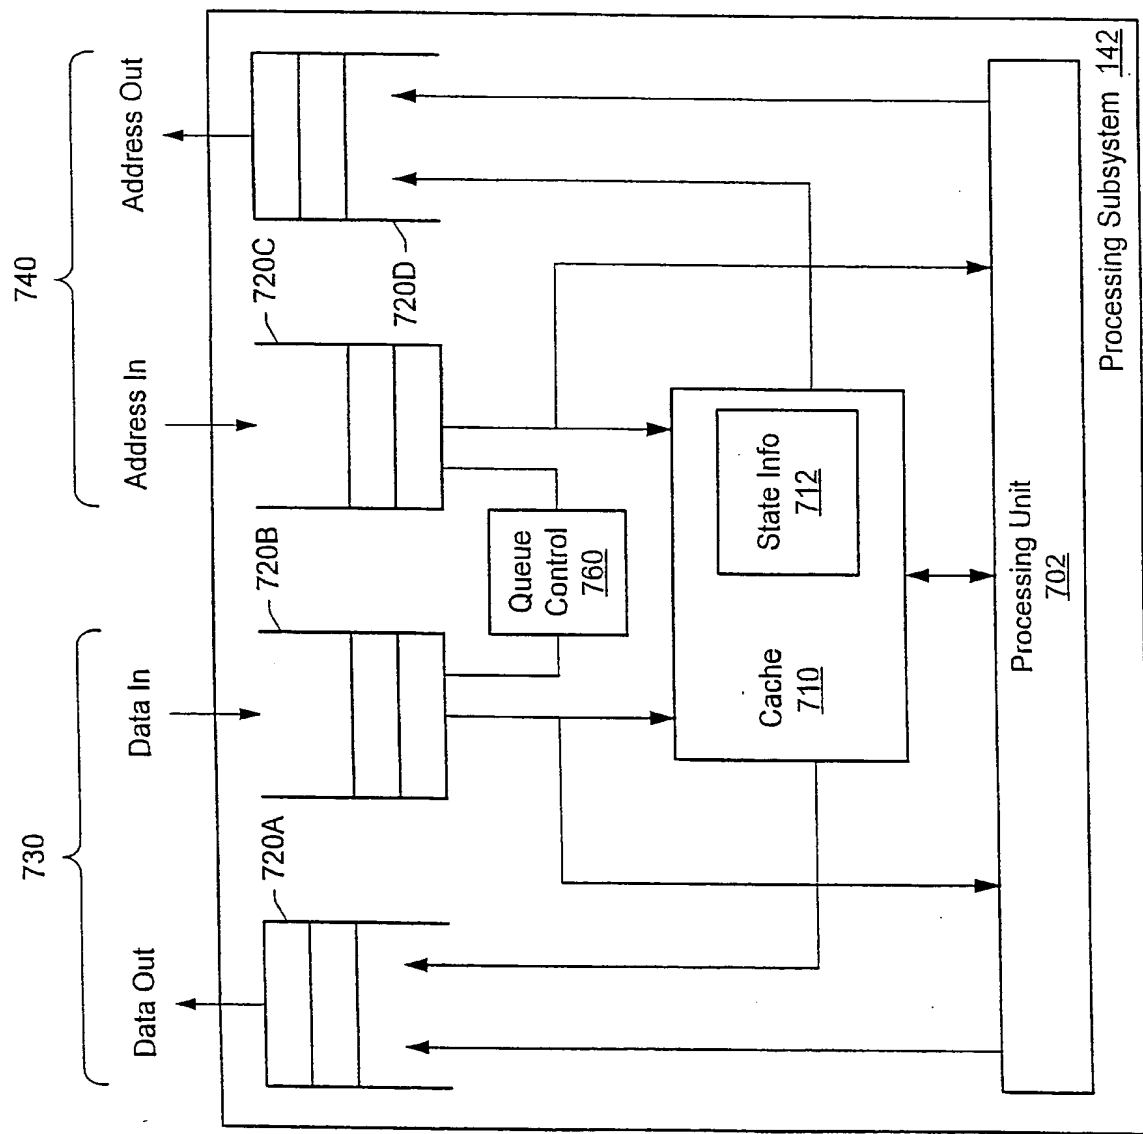 730
740
Data Out
Data In
Address In
Address Out
720A
720B
720C
720D
Queue
Control
760
Cache
710
State Info
712
Processing Unit
702
Processing Subsystem 142